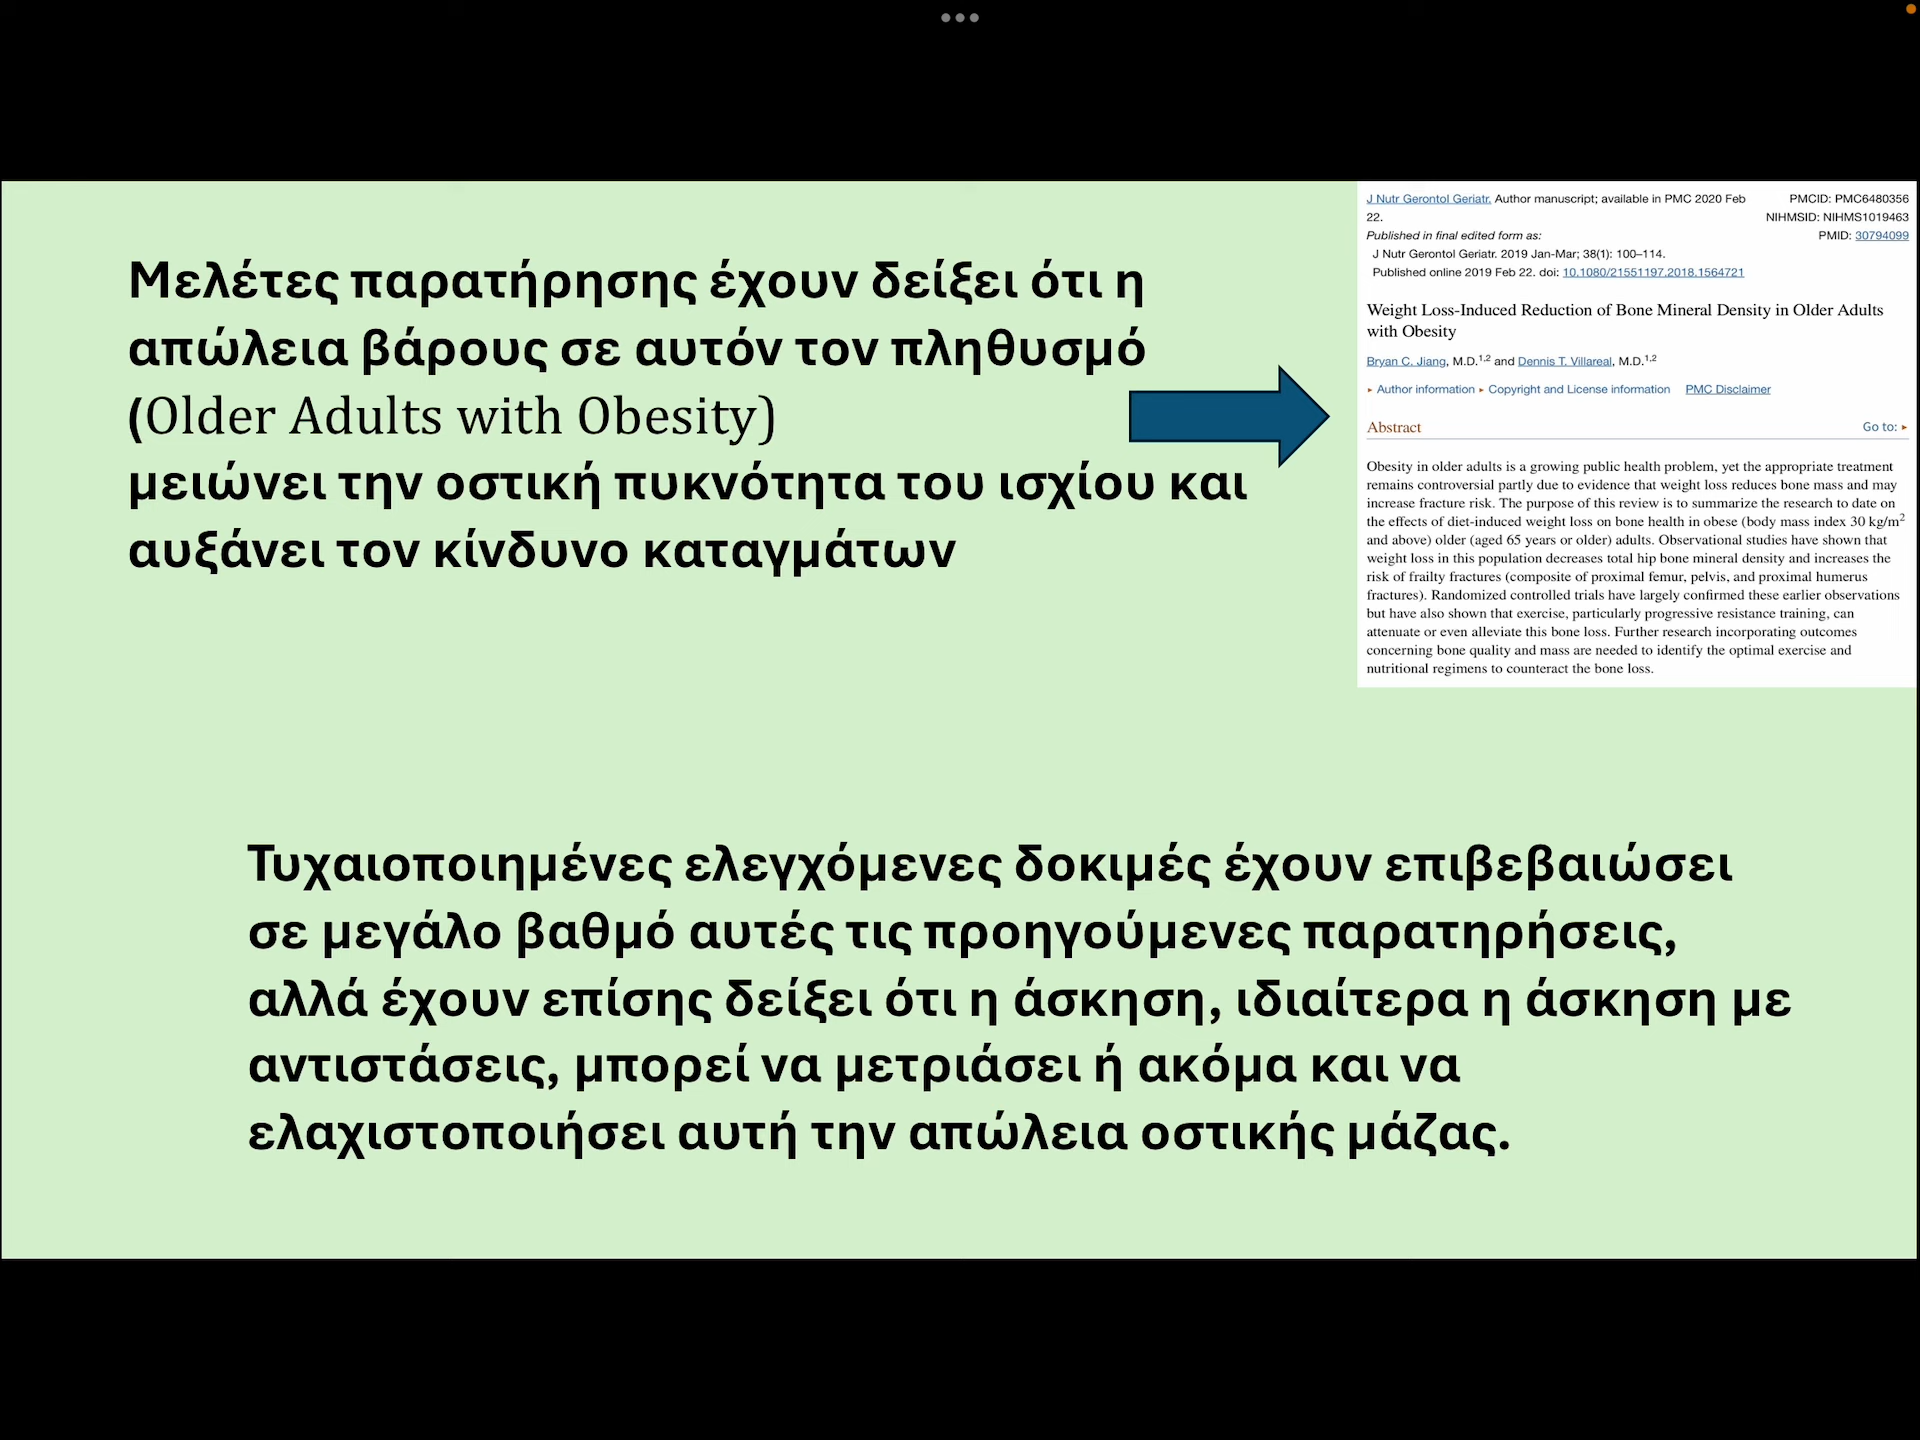 Μελέτες παρατήρησης έχουν δείξει ότι η
απώλεια βάρους σε αυτόν τον πληθυσμό
(Older Adults with Obesity)
μειώνει την οστική πυκνότητα του ισχίου και
αυξάνει τον κίνδυνο καταγμάτων
J Nutr Gerontol Geriatr. Author manuscript; available in PMC 2020 Feb
22.
Published in final edited form as:
J Nutr Gerontol Geriatr. 2019 Jan-Mar; 38(1): 100–114.
Published online 2019 Feb 22. doi: 10.1080/21551197.2018.1564721
PMCID: PMC6480356
NIHMSID: NIHMS1019463
PMID: 30794099
Weight Loss-Induced Reduction of Bone Mineral Density in Older Adults
with Obesity
Bryan C. Jiang, M.D.1,2 and Dennis T. Villareal, M.D.1,2
▸ Author information ▸ Copyright and License information PMC Disclaimer
Abstract Go to: ▸
Obesity in older adults is a growing public health problem, yet the appropriate treatment
remains controversial partly due to evidence that weight loss reduces bone mass and may
increase fracture risk. The purpose of this review is to summarize the research to date on
the effects of diet-induced weight loss on bone health in obese (body mass index 30 kg/m2
and above) older (aged 65 years or older) adults. Observational studies have shown that
weight loss in this population decreases total hip bone mineral density and increases the
risk of frailty fractures (composite of proximal femur, pelvis, and proximal humerus
fractures). Randomized controlled trials have largely confirmed these earlier observations
but have also shown that exercise, particularly progressive resistance training, can
attenuate or even alleviate this bone loss. Further research incorporating outcomes
concerning bone quality and mass are needed to identify the optimal exercise and
nutritional regimens to counteract the bone loss.
Τυχαιοποιημένες ελεγχόμενες δοκιμές έχουν επιβεβαιώσει
σε μεγάλο βαθμό αυτές τις προηγούμενες παρατηρήσεις,
αλλά έχουν επίσης δείξει ότι η άσκηση, ιδιαίτερα η άσκηση με
αντιστάσεις, μπορεί να μετριάσει ή ακόμα και να
ελαχιστοποιήσει αυτή την απώλεια οστικής μάζας.